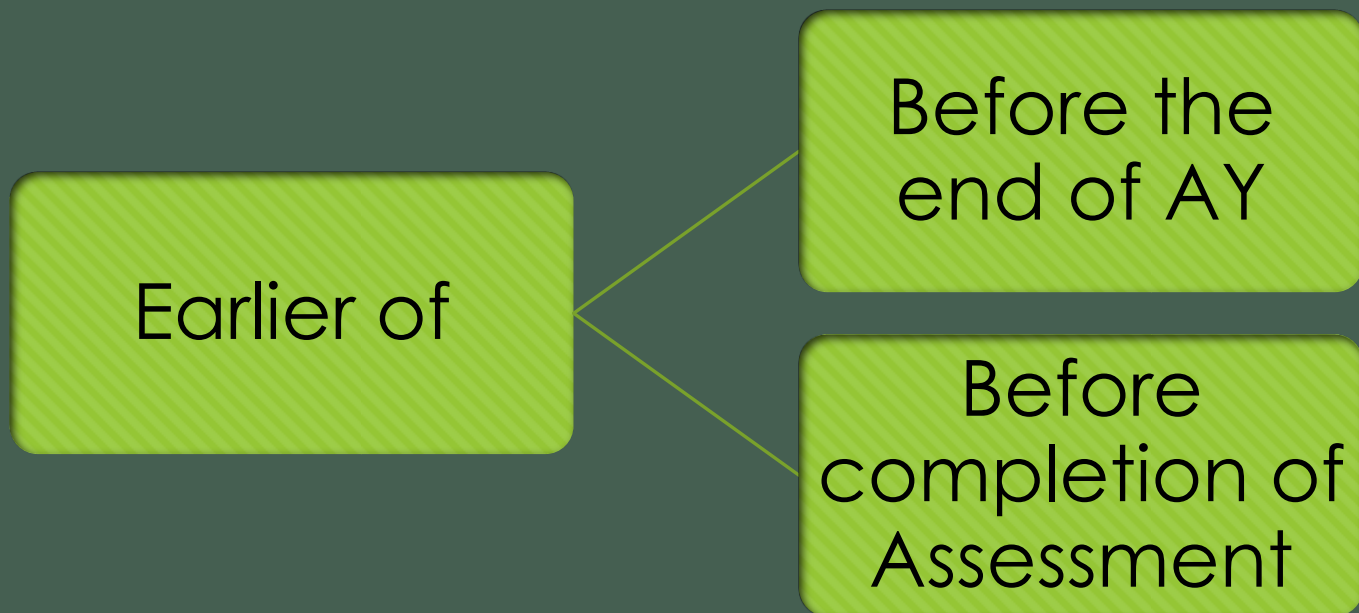 Earlier of
Before the
end of AY
Before
completion of
Assessment